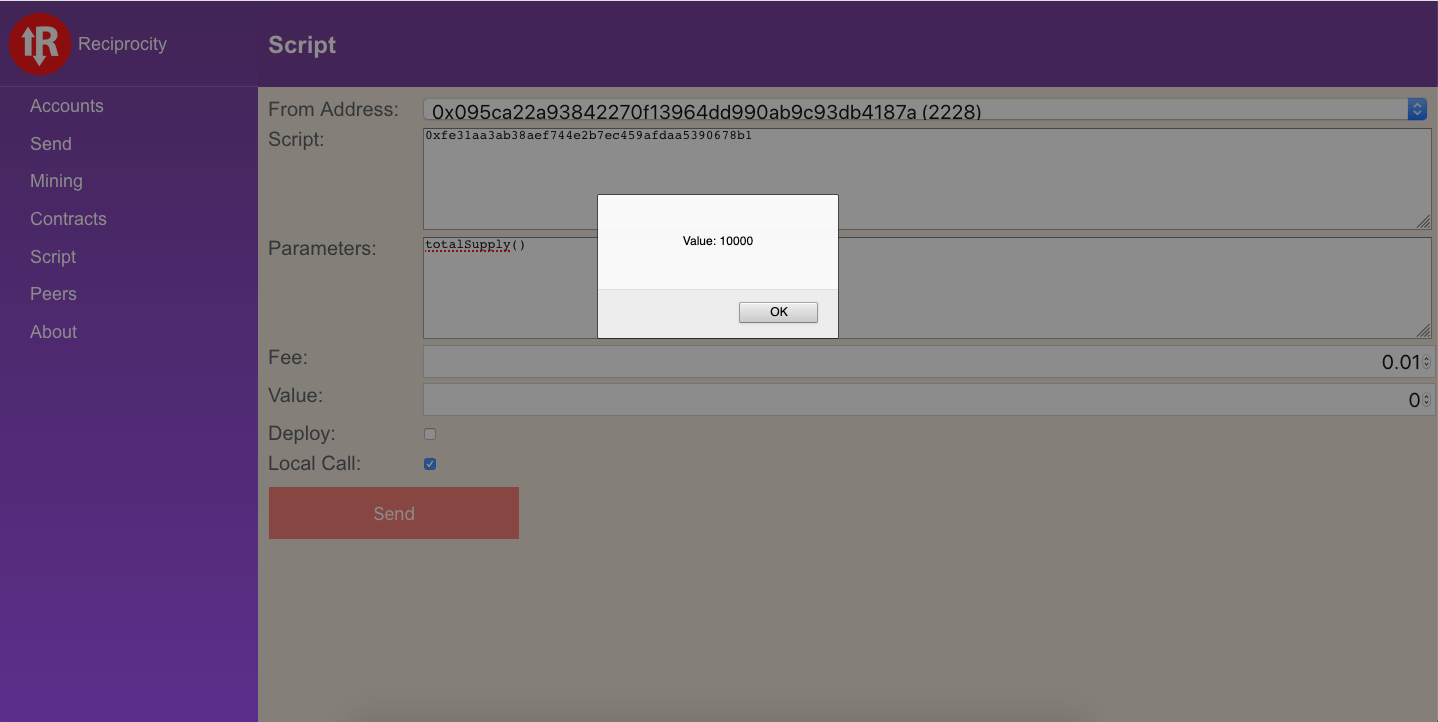 R Reciprocity
Script
Accounts
Send
Mining
Contracts
Script
Peers
About
From Address: 0x095ca22a93842270f13964dd990ab9c93db4187a (2228)
Script: 0xfe31aa3ab38aef744e2b7ec459afdaa5390678b1
Parameters: totalSupply()
Value: 10000
OK
Fee: 0.01
Value: 0
Deploy:
Local Call:
Send